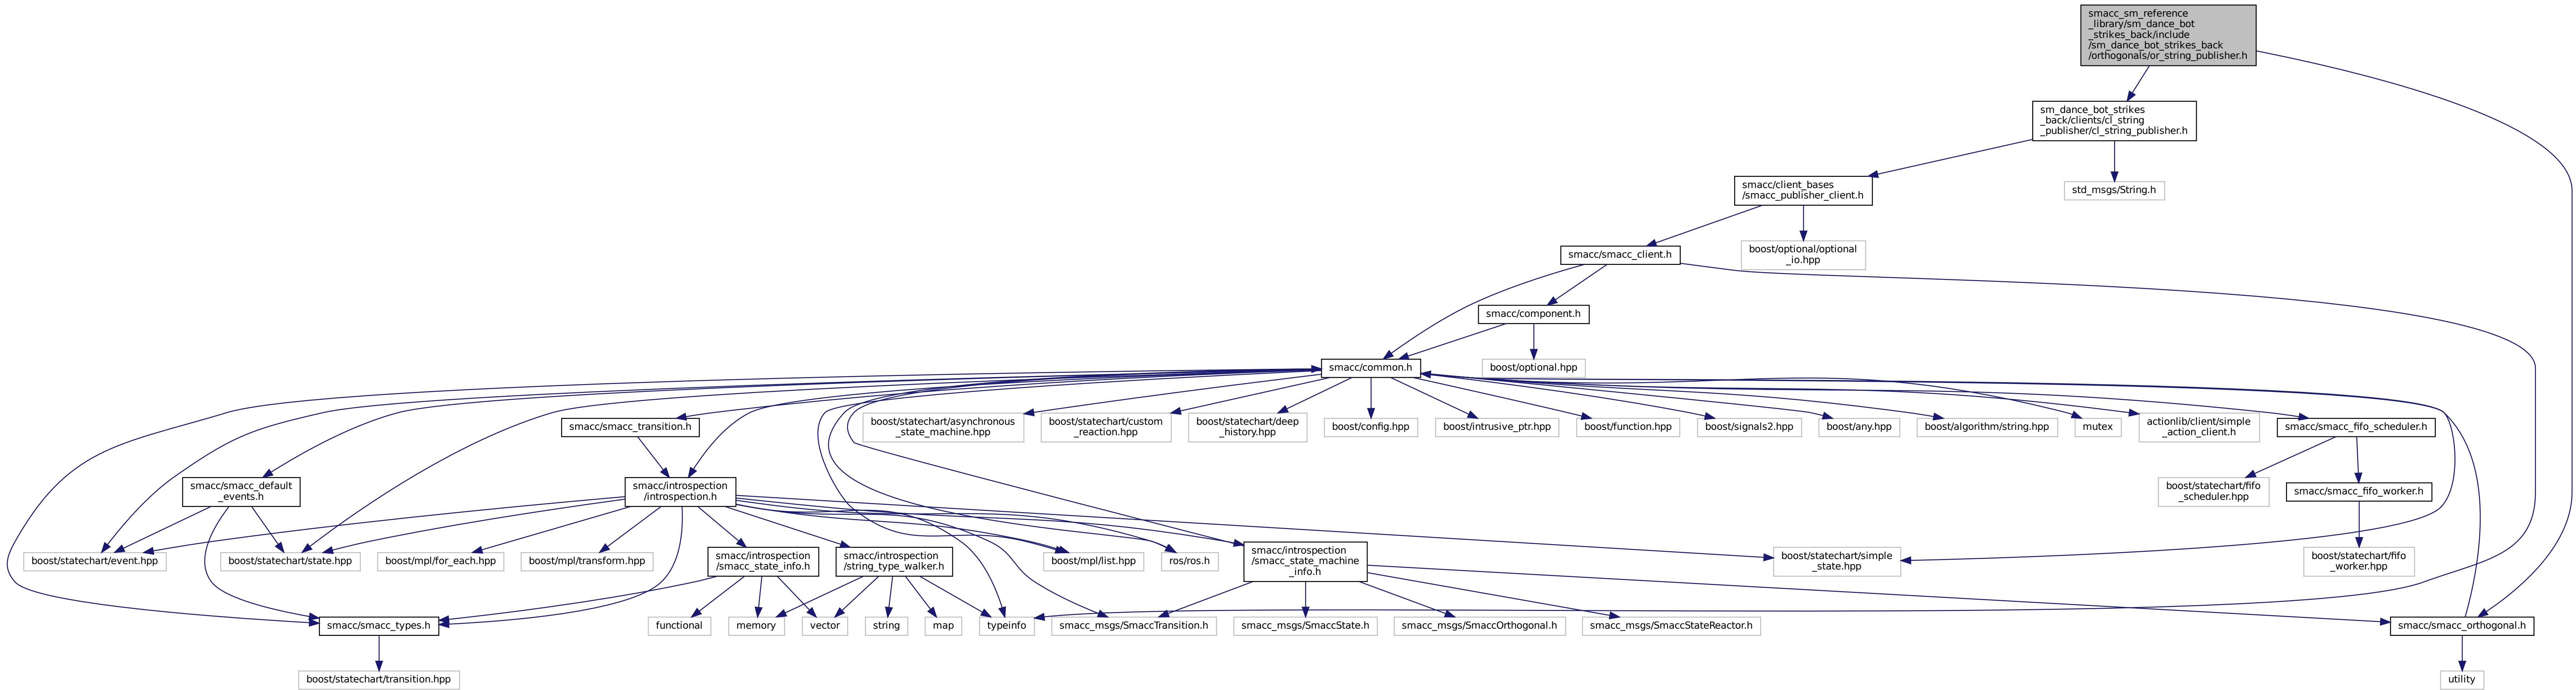 smacc_sm_reference
_library/sm_dance_bot
_strikes_back/include
/sm_dance_bot_strikes_back
/orthogonals/or_string_publisher.h
sm_dance_bot_strikes
_back/clients/cl_string
_publisher/cl_string_publisher.h
smacc/client_bases
/smacc_publisher_client.h
std_msgs/String.h
smacc/smacc_client.h
boost/optional/optional
_io.hpp
smacc/component.h
smacc/common.h
boost/optional.hpp
smacc/smacc_transition.h
boost/statechart/asynchronous
_state_machine.hpp
boost/statechart/custom
_reaction.hpp
boost/statechart/deep
_history.hpp
boost/config.hpp
boost/intrusive_ptr.hpp
boost/function.hpp
boost/signals2.hpp
boost/any.hpp
boost/algorithm/string.hpp
mutex
actionlib/client/simple
_action_client.h
smacc/smacc_fifo_scheduler.h
smacc/smacc_default
_events.h
smacc/introspection
/introspection.h
boost/statechart/fifo
_scheduler.hpp
smacc/smacc_fifo_worker.h
boost/statechart/event.hpp
boost/statechart/state.hpp
boost/mpl/for_each.hpp
boost/mpl/transform.hpp
smacc/introspection
/smacc_state_info.h
smacc/introspection
/string_type_walker.h
boost/mpl/list.hpp
ros/ros.h
smacc/introspection
/smacc_state_machine
_info.h
boost/statechart/simple
_state.hpp
boost/statechart/fifo
_worker.hpp
smacc/smacc_types.h
functional
memory
vector
string
map
typeinfo
smacc_msgs/SmaccTransition.h
smacc_msgs/SmaccState.h
smacc_msgs/SmaccOrthogonal.h
smacc_msgs/SmaccStateReactor.h
smacc/smacc_orthogonal.h
boost/statechart/transition.hpp
utility